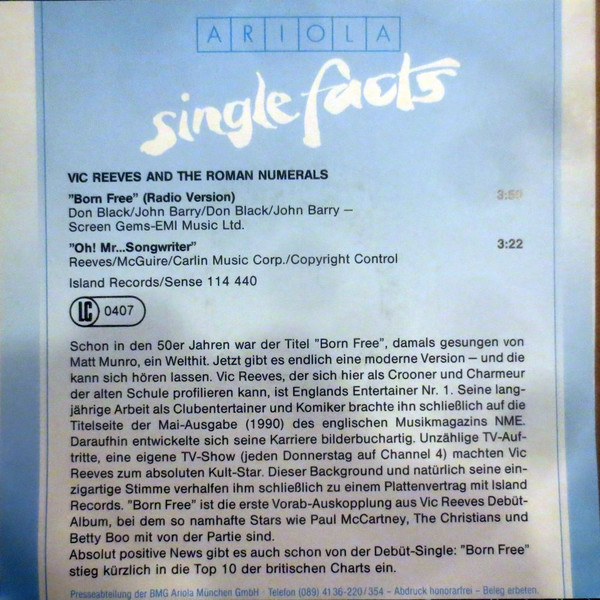 ARIOLA
single facts
VIC REEVES AND THE ROMAN NUMERALS
"Born Free" (Radio Version) 3:50
Don Black/John Barry/Don Black/John Barry –
Screen Gems-EMI Music Ltd.
"Oh! Mr...Songwriter" 3:22
Reeves/McGuire/Carlin Music Corp./Copyright Control
Island Records/Sense 114 440
LC 0407
Schon in den 50er Jahren war der Titel "Born Free", damals gesungen von
Matt Munro, ein Welthit. Jetzt gibt es endlich eine moderne Version – und die
kann sich hören lassen. Vic Reeves, der sich hier als Crooner und Charmeur
der alten Schule profilieren kann, ist Englands Entertainer Nr. 1. Seine lang-
jährige Arbeit als Clubentertainer und Komiker brachte ihn schließlich auf die
Titelseite der Mai-Ausgabe (1990) des englischen Musikmagazins NME.
Daraufhin entwickelte sich seine Karriere bilderbuchartig. Unzählige TV-Auf-
tritte, eine eigene TV-Show (jeden Donnerstag auf Channel 4) machten Vic
Reeves zum absoluten Kult-Star. Dieser Background und natürlich seine ein-
zigartige Stimme verhalfen ihm schließlich zu einem Plattenvertrag mit Island
Records. "Born Free" ist die erste Vorab-Auskopplung aus Vic Reeves Debüt-
Album, bei dem so namhafte Stars wie Paul McCartney, The Christians und
Betty Boo mit von der Partie sind.
Absolut positive News gibt es auch schon von der Debüt-Single: "Born Free"
stieg kürzlich in die Top 10 der britischen Charts ein.
Presseabteilung der BMG Ariola München GmbH · Telefon (089) 41 36-220 / 354 – Abdruck honorarfrei – Beleg erbeten.